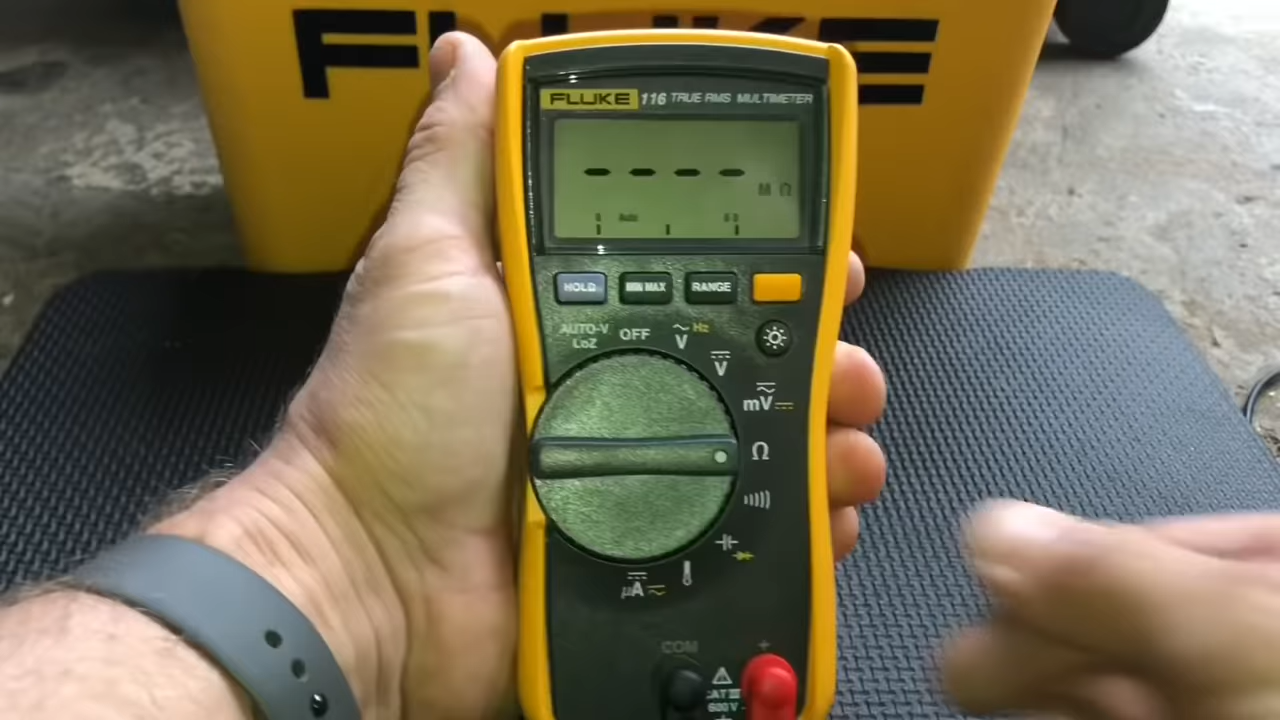 FLUKE
FLUKE 116 TRUE RMS MULTIMETER
- - - -
M Ω
Auto
HOLD MIN MAX RANGE
AUTO-V LoZ
OFF
V Hz
V
mV
Ω
µA
COM +
CAT III
600V